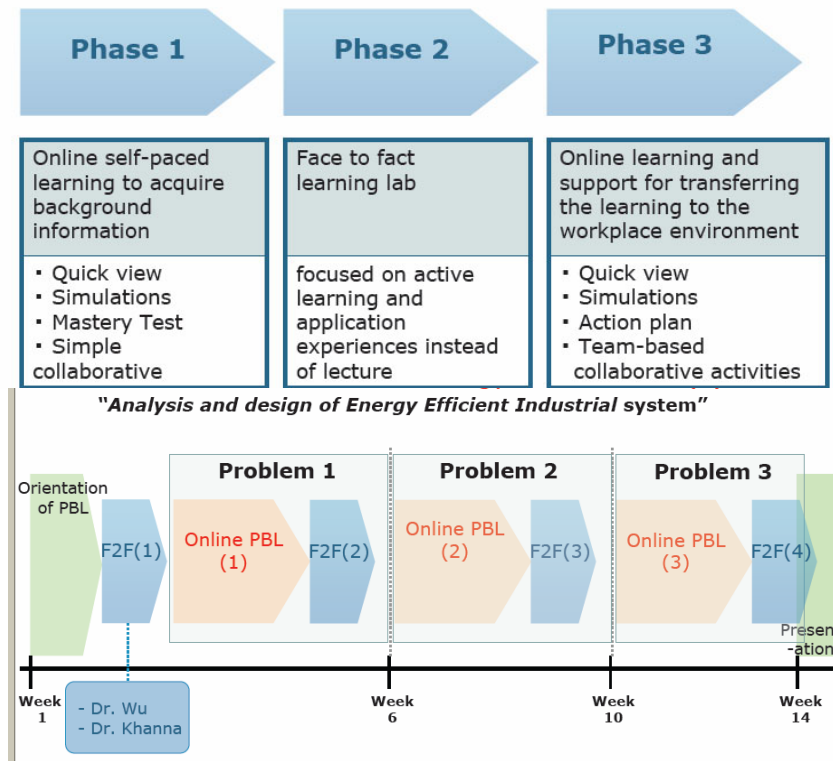 Phase 1
Phase 2
Phase 3
Online self-paced
learning to acquire
background
information
▪ Quick view
▪ Simulations
▪ Mastery Test
▪ Simple
collaborative
Face to fact
learning lab
focused on active
learning and
application
experiences instead
of lecture
Online learning and
support for transferring
the learning to the
workplace environment
▪ Quick view
▪ Simulations
▪ Action plan
▪ Team-based
collaborative activities
“Analysis and design of Energy Efficient Industrial system”
Problem 1
Problem 2
Problem 3
Orientation
of PBL
F2F(1)
Online PBL
(1)
F2F(2)
Online PBL
(2)
F2F(3)
Online PBL
(3)
F2F(4)
Presen
-ation
Week
1
Week
6
Week
10
Week
14
- Dr. Wu
- Dr. Khanna